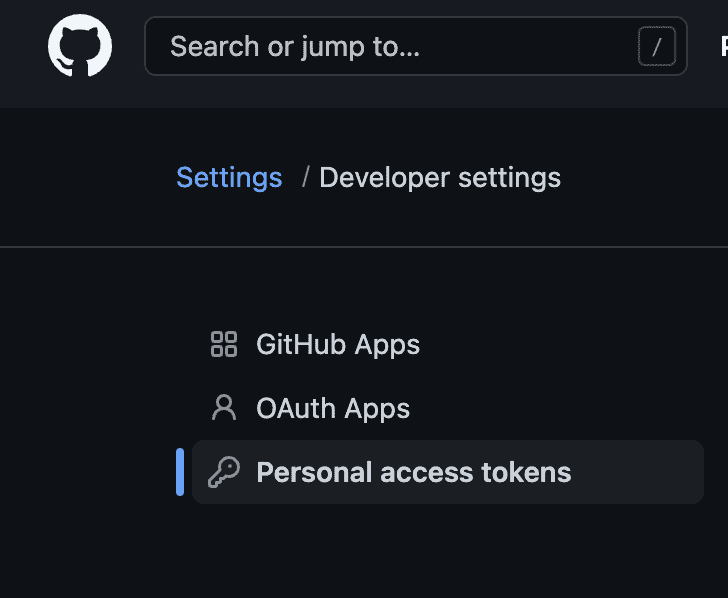 Search or jump to... /
Settings / Developer settings
GitHub Apps
OAuth Apps
Personal access tokens